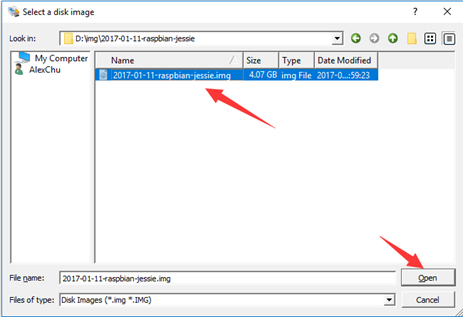 Select a disk image
Look in: D:\img\2017-01-11-raspbian-jessie
My Computer
AlexChu
Name Size Type Date Modified
2017-01-11-raspbian-jessie.img 4.07 GB img File 2017-0...:59:23
File name: 2017-01-11-raspbian-jessie.img Open
Files of type: Disk Images (*.img *.IMG) Cancel